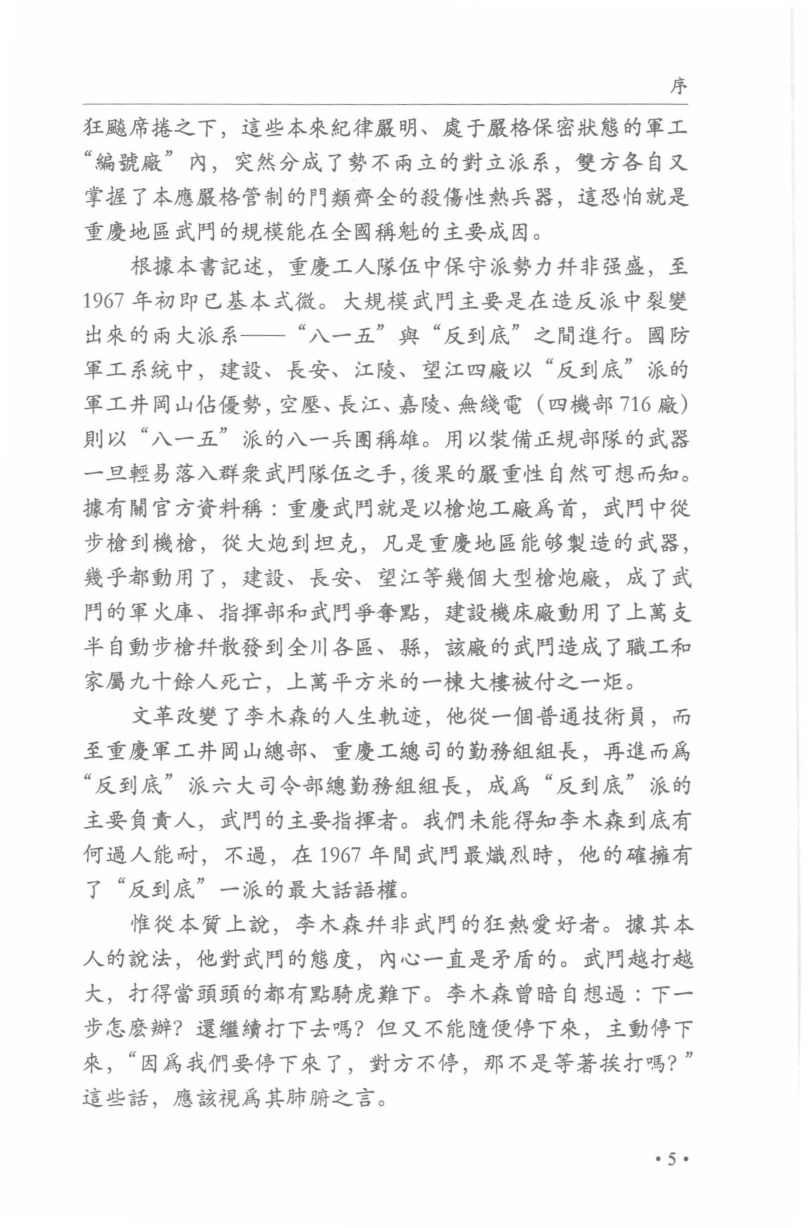 序
狂飈席捲之下，這些本來紀律嚴明、處于嚴格保密狀態的軍工
“編號廠”內，突然分成了勢不兩立的對立派系，雙方各自又
掌握了本應嚴格管制的門類齊全的殺傷性熱兵器，這恐怕就是
重慶地區武鬥的規模能在全國稱魁的主要成因。
根據本書記述，重慶工人隊伍中保守派勢力幷非强盛，至
1967 年初即已基本式微。大規模武鬥主要是在造反派中裂變
出來的兩大派系——“八一五”與“反到底”之間進行。國防
軍工系統中，建設、長安、江陵、望江四廠以“反到底”派的
軍工井岡山佔優勢，空壓、長江、嘉陵、無綫電（四機部 716 廠）
則以“八一五”派的八一兵團稱雄。用以裝備正規部隊的武器
一旦輕易落入群衆武鬥隊伍之手，後果的嚴重性自然可想而知。
據有關官方資料稱：重慶武鬥就是以槍炮工廠爲首，武鬥中從
步槍到機槍，從大炮到坦克，凡是重慶地區能够製造的武器，
幾乎都動用了，建設、長安、望江等幾個大型槍炮廠，成了武
鬥的軍火庫、指揮部和武鬥爭奪點，建設機床廠動用了上萬支
半自動步槍幷散發到全川各區、縣，該廠的武鬥造成了職工和
家屬九十餘人死亡，上萬平方米的一棟大樓被付之一炬。
文革改變了李木森的人生軌迹，他從一個普通技術員，而
至重慶軍工井岡山總部、重慶工總司的勤務組組長，再進而爲
“反到底”派六大司令部總勤務組組長，成爲“反到底”派的
主要負責人，武鬥的主要指揮者。我們未能得知李木森到底有
何過人能耐，不過，在 1967 年間武鬥最熾烈時，他的確擁有
了“反到底”一派的最大話語權。
惟從本質上說，李木森幷非武鬥的狂熱愛好者。據其本
人的說法，他對武鬥的態度，內心一直是矛盾的。武鬥越打越
大，打得當頭頭的都有點騎虎難下。李木森曾暗自想過：下一
步怎麽辦？還繼續打下去嗎？但又不能隨便停下來，主動停下
來，“因爲我們要停下來了，對方不停，那不是等著挨打嗎？”
這些話，應該視爲其肺腑之言。
• 5 •